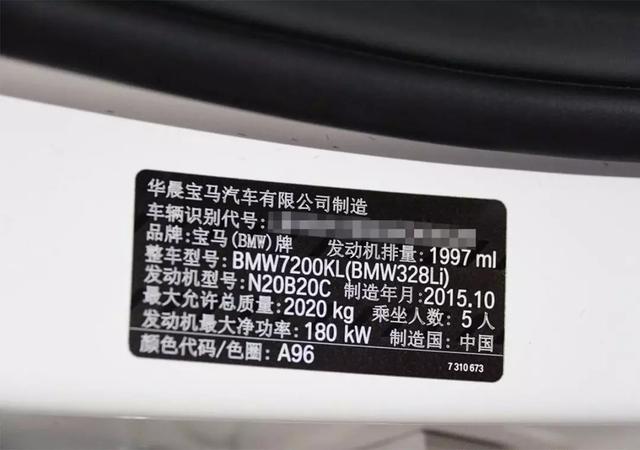 华晨宝马汽车有限公司制造
车辆识别代号:
品牌: 宝马(BMW)牌 发动机排量: 1997 ml
整车型号: BMW7200KL(BMW328Li)
发动机型号: N20B20C 制造年月: 2015.10
最大允许总质量: 2020 kg 乘坐人数: 5 人
发动机最大净功率: 180 kW 制造国: 中国
颜色代码/色圈: A96
7 310 673